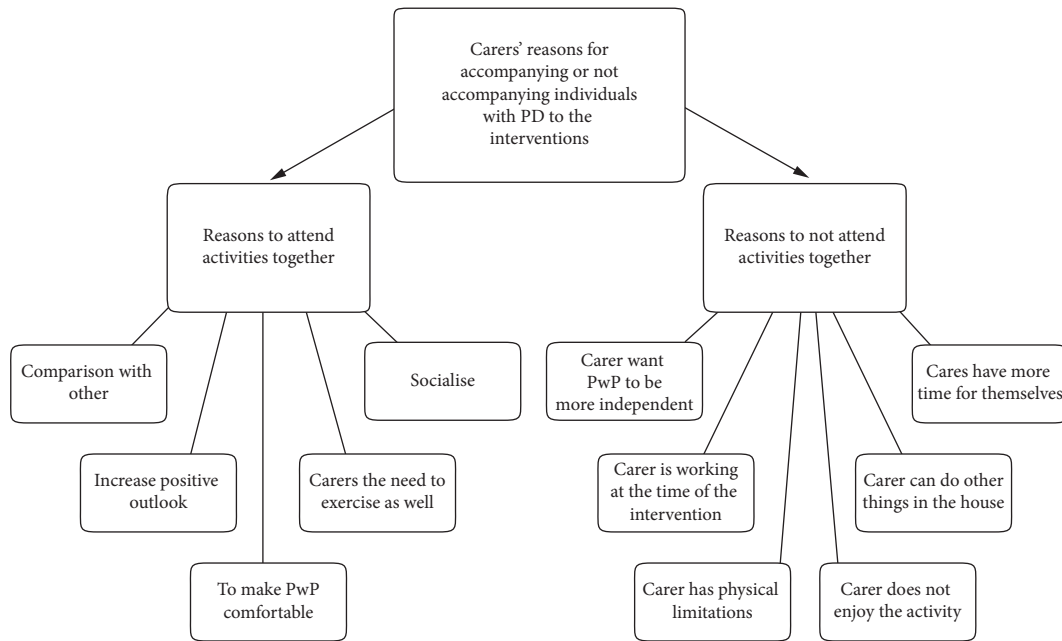 Carers' reasons for
accompanying or not
accompanying individuals
with PD to the
interventions
Reasons to attend
activities together
Reasons to not attend
activities together
Comparison with
other
Socialise
Carer want
PwP to be
more independent
Cares have more
time for themselves
Increase positive
outlook
Carers the need to
exercise as well
Carer is working
at the time of the
intervention
Carer can do other
things in the house
To make PwP
comfortable
Carer has physical
limitations
Carer does not
enjoy the activity